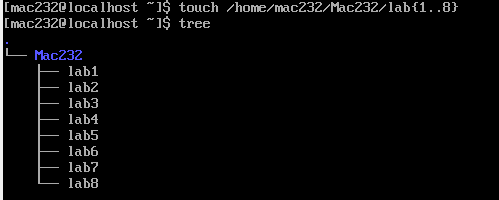 [mac232@localhost ~]$ touch /home/mac232/Mac232/lab{1..8}
[mac232@localhost ~]$ tree
.
└── Mac232
    ├── lab1
    ├── lab2
    ├── lab3
    ├── lab4
    ├── lab5
    ├── lab6
    ├── lab7
    └── lab8